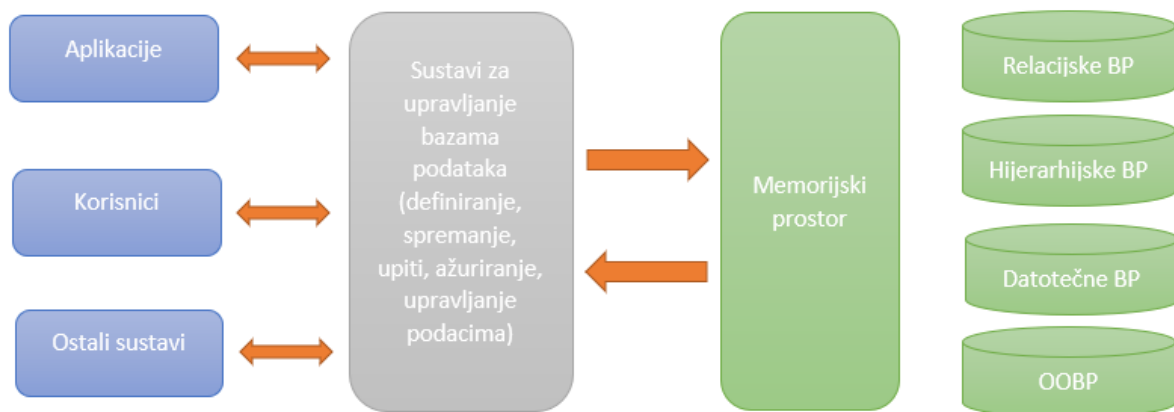 Aplikacije
Korisnici
Ostali sustavi
Sustavi za
upravljanje
bazama
podataka
(definiranje,
spremanje,
upiti, ažuriranje,
upravljanje
podacima)
Memorijski
prostor
Relacijske BP
Hijerarhijske BP
Datotečne BP
OOBP